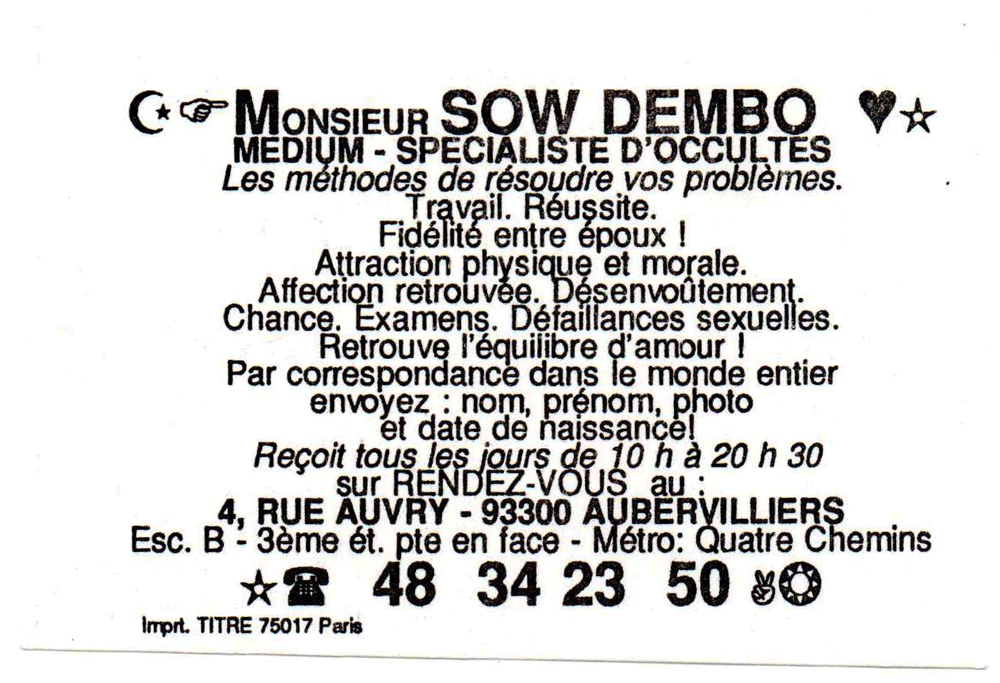 MONSIEUR SOW DEMBO
MEDIUM - SPECIALISTE D'OCCULTES
Les méthodes de résoudre vos problèmes.
Travail. Réussite.
Fidélité entre époux !
Attraction physique et morale.
Affection retrouvée. Désenvoûtement.
Chance. Examens. Défaillances sexuelles.
Retrouve l'équilibre d'amour !
Par correspondance dans le monde entier
envoyez : nom, prénom, photo
et date de naissance!
Reçoit tous les jours de 10 h à 20 h 30
sur RENDEZ-VOUS au :
4, RUE AUVRY - 93300 AUBERVILLIERS
Esc. B - 3ème ét. pte en face - Métro: Quatre Chemins
48 34 23 50
Imprt. TITRE 75017 Paris